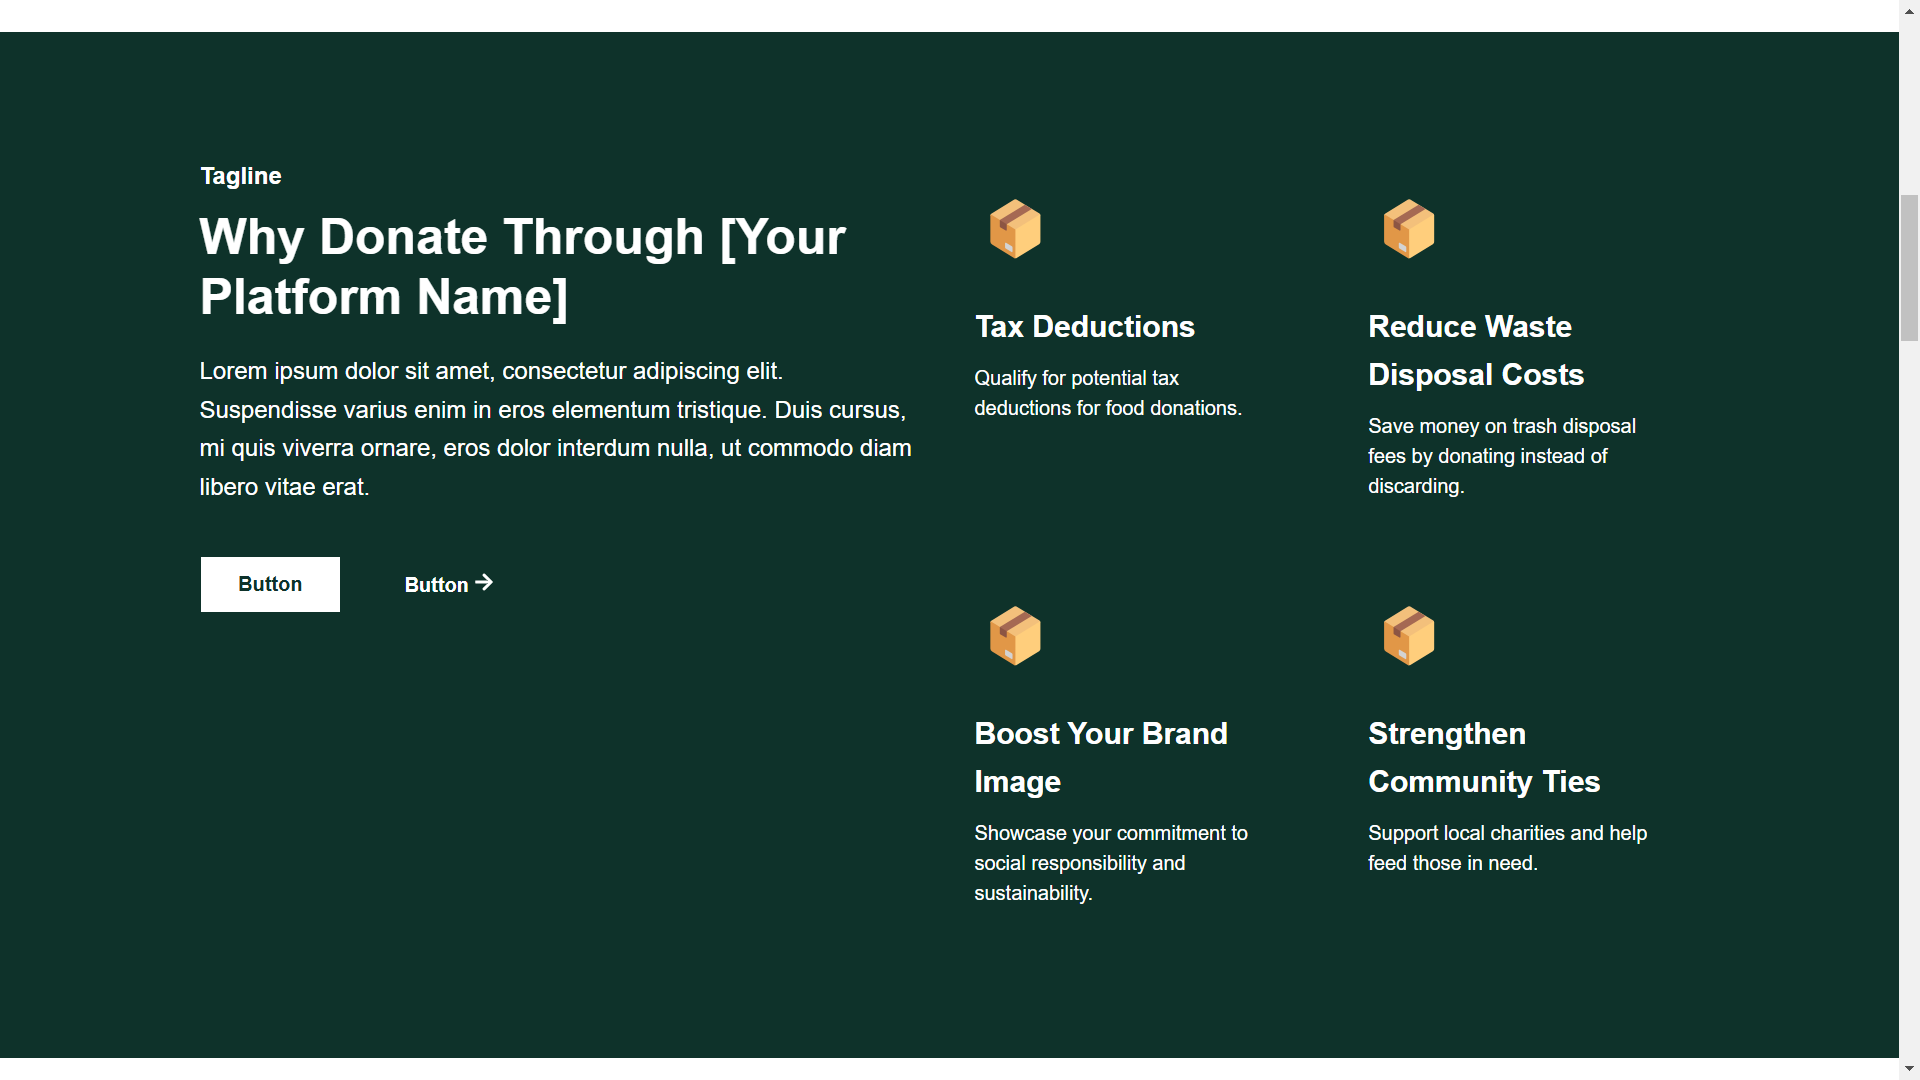 Tagline
Why Donate Through [Your
Platform Name]
Lorem ipsum dolor sit amet, consectetur adipiscing elit.
Suspendisse varius enim in eros elementum tristique. Duis cursus,
mi quis viverra ornare, eros dolor interdum nulla, ut commodo diam
libero vitae erat.
Button
Button →
Tax Deductions
Qualify for potential tax
deductions for food donations.
Reduce Waste
Disposal Costs
Save money on trash disposal
fees by donating instead of
discarding.
Boost Your Brand
Image
Showcase your commitment to
social responsibility and
sustainability.
Strengthen
Community Ties
Support local charities and help
feed those in need.